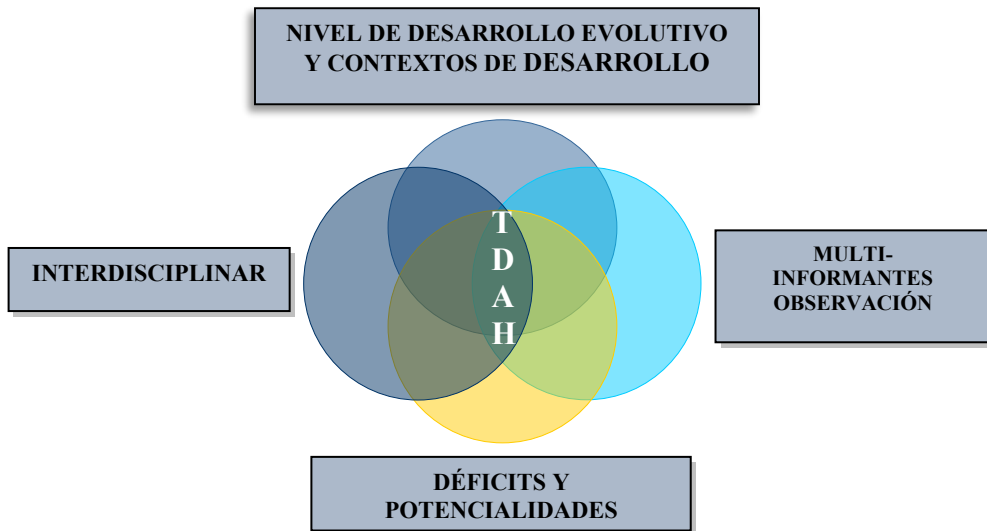 NIVEL DE DESARROLLO EVOLUTIVO
Y CONTEXTOS DE DESARROLLO
T
D
A
H
INTERDISCIPLINAR
MULTI-
INFORMANTES
OBSERVACIÓN
DÉFICITS Y
POTENCIALIDADES